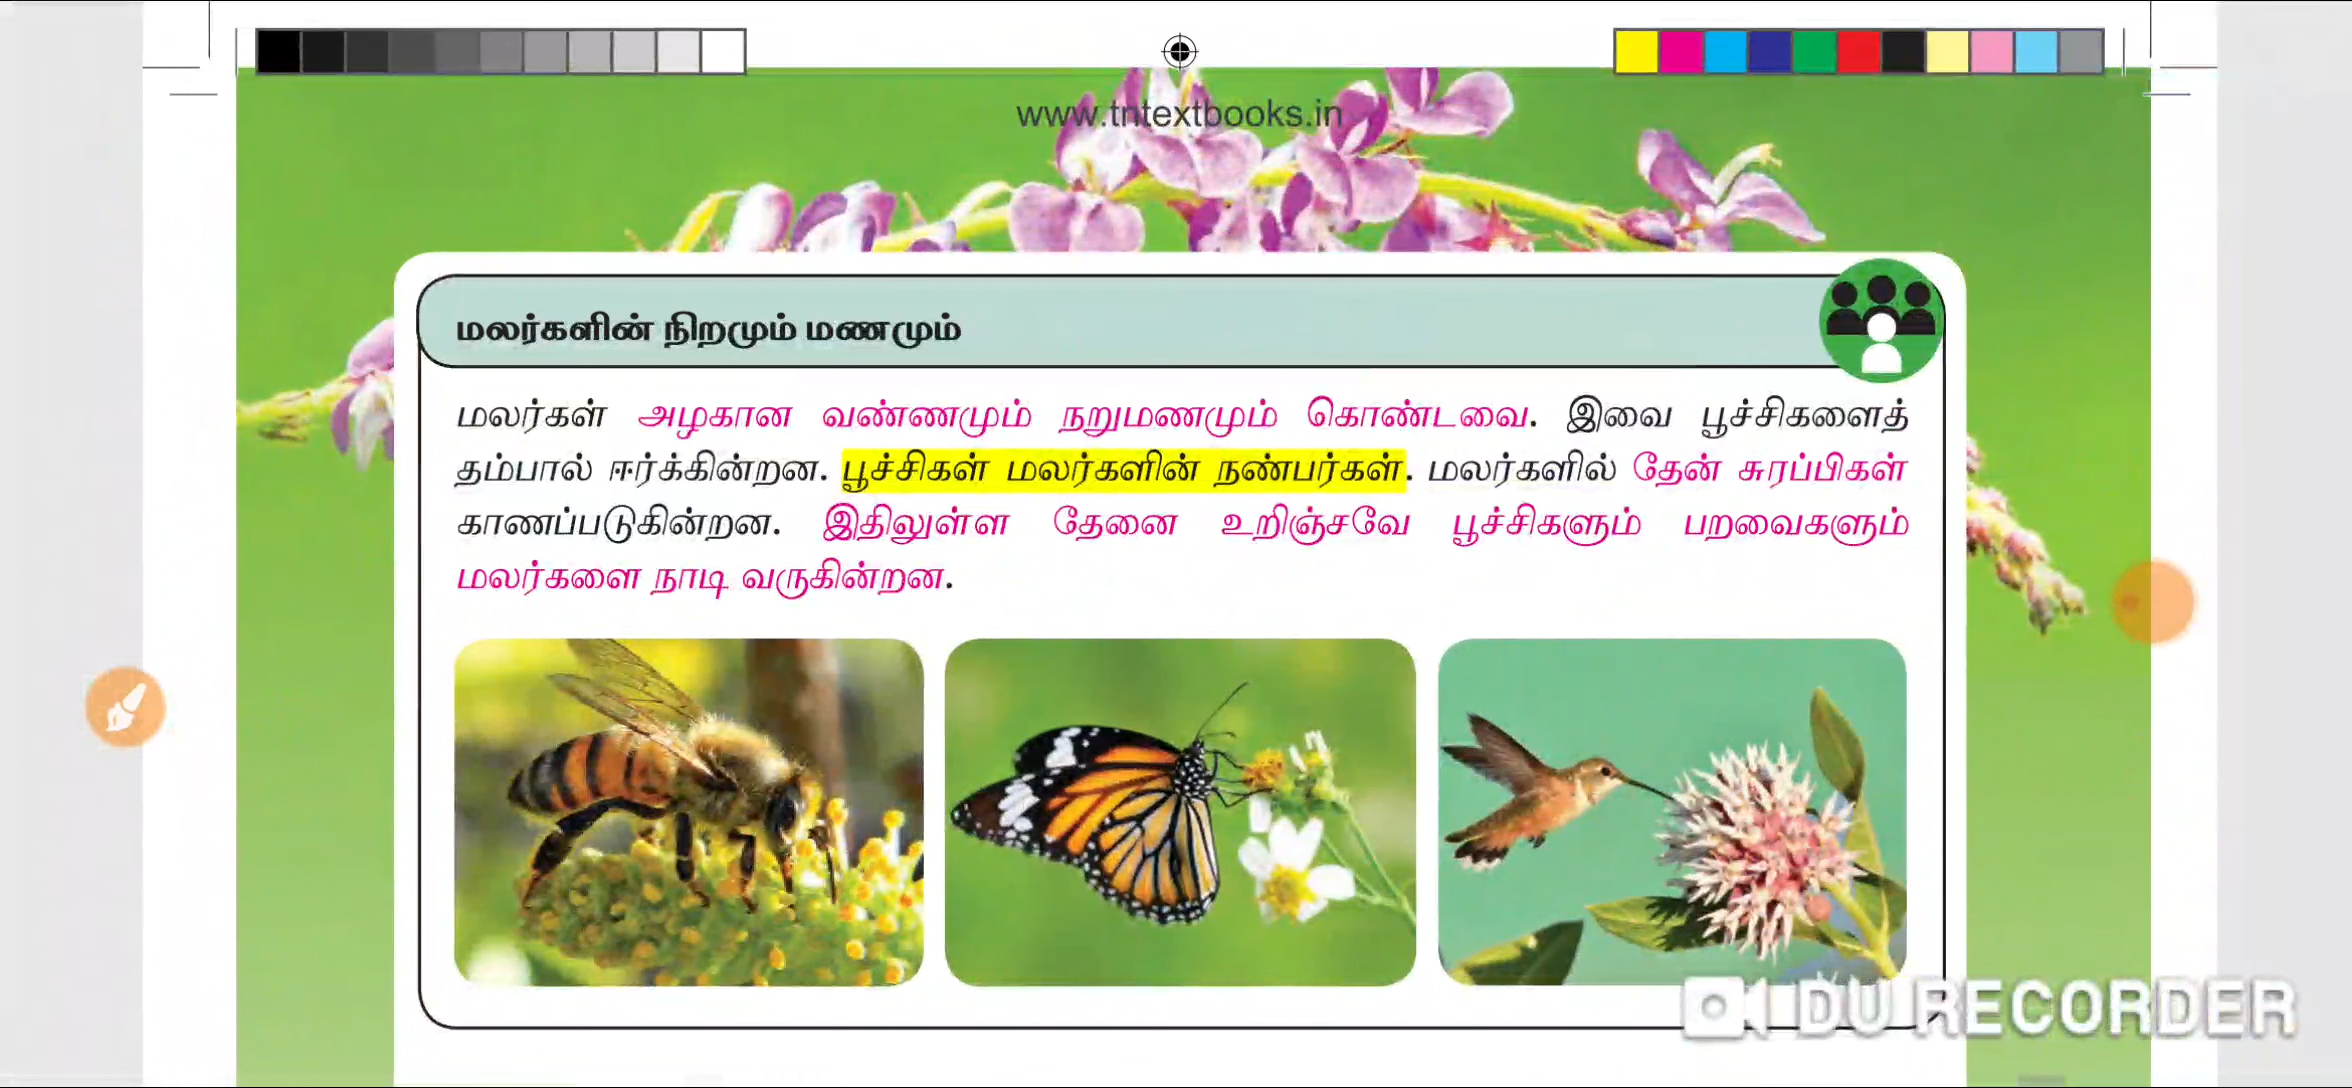 www.tntextbooks.in
மலர்களின் நிறமும் மணமும்
மலர்கள் அழகான வண்ணமும் நறுமணமும் கொண்டவை. இவை பூச்சிகளைத்
தம்பால் ஈர்க்கின்றன. பூச்சிகள் மலர்களின் நண்பர்கள். மலர்களில் தேன் சுரப்பிகள்
காணப்படுகின்றன. இதிலுள்ள தேனை உறிஞ்சவே பூச்சிகளும் பறவைகளும்
மலர்களை நாடி வருகின்றன.
DU RECORDER